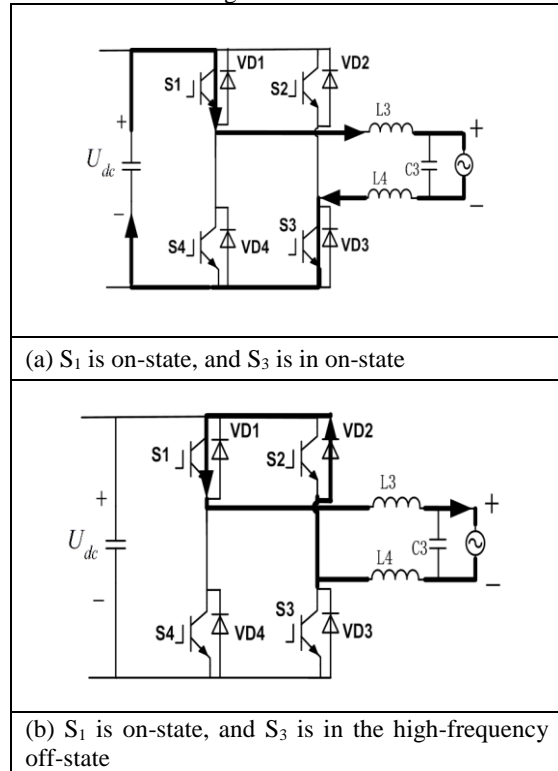 VD1
VD2
S1
S2
L3
+
+
U_dc
C3
L4
−
−
S4
VD4
S3
VD3
(a) S₁ is on-state, and S₃ is in on-state
VD1
VD2
S1
S2
L3
+
+
U_dc
C3
L4
−
−
S4
VD4
S3
VD3
(b) S₁ is on-state, and S₃ is in the high-frequency
off-state